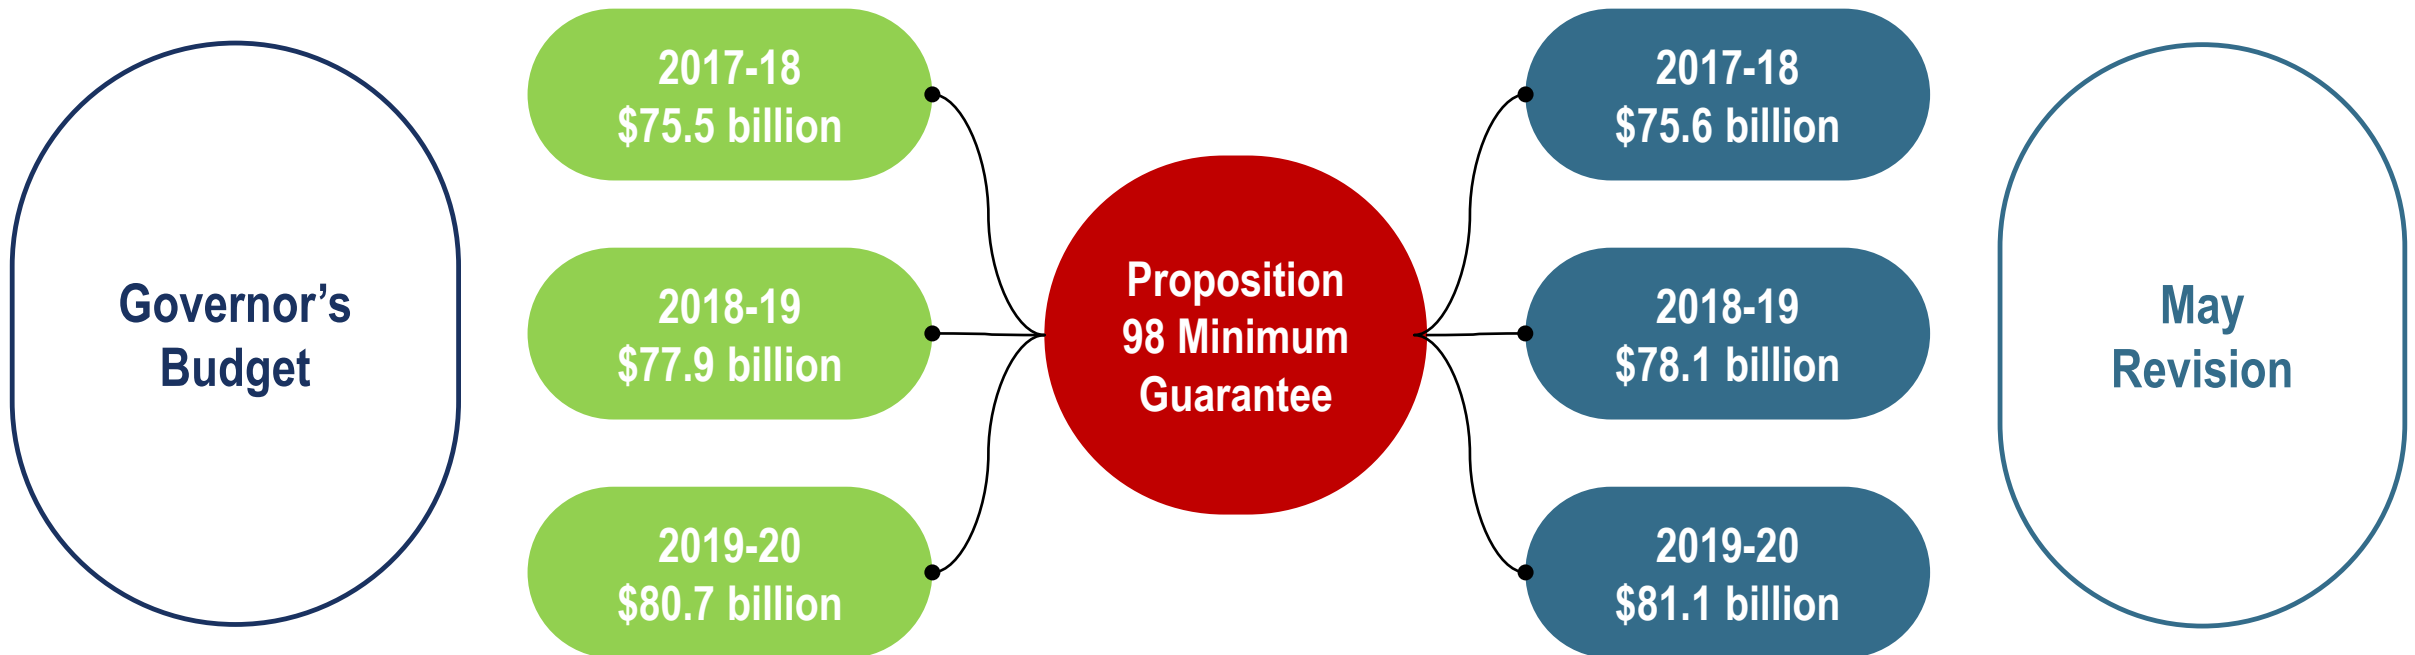 Governor’s
Budget
2017-18
$75.5 billion
2018-19
$77.9 billion
2019-20
$80.7 billion
Proposition
98 Minimum
Guarantee
2017-18
$75.6 billion
2018-19
$78.1 billion
2019-20
$81.1 billion
May
Revision